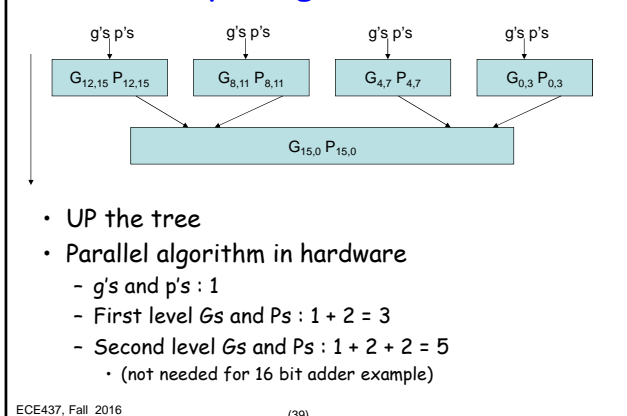 g's p's g's p's g's p's g's p's
G12,15 P12,15 G8,11 P8,11 G4,7 P4,7 G0,3 P0,3
G15,0 P15,0
• UP the tree
• Parallel algorithm in hardware
– g's and p's : 1
– First level Gs and Ps : 1 + 2 = 3
– Second level Gs and Ps : 1 + 2 + 2 = 5
• (not needed for 16 bit adder example)
ECE437, Fall 2016
(39)